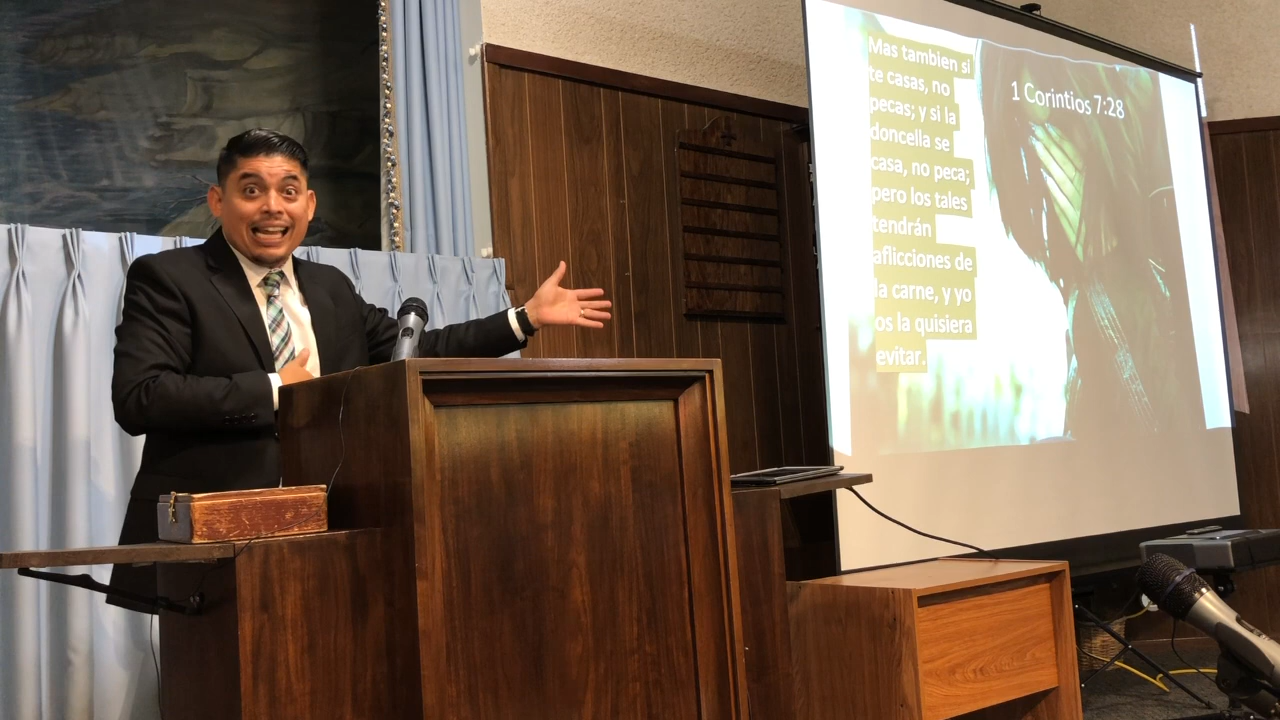 Mas tambien si
te casas, no
pecas; y si la
doncella se
casa, no peca;
pero los tales
tendrán
aflicciones de
la carne, y yo
os la quisiera
evitar.
1 Corintios 7:28